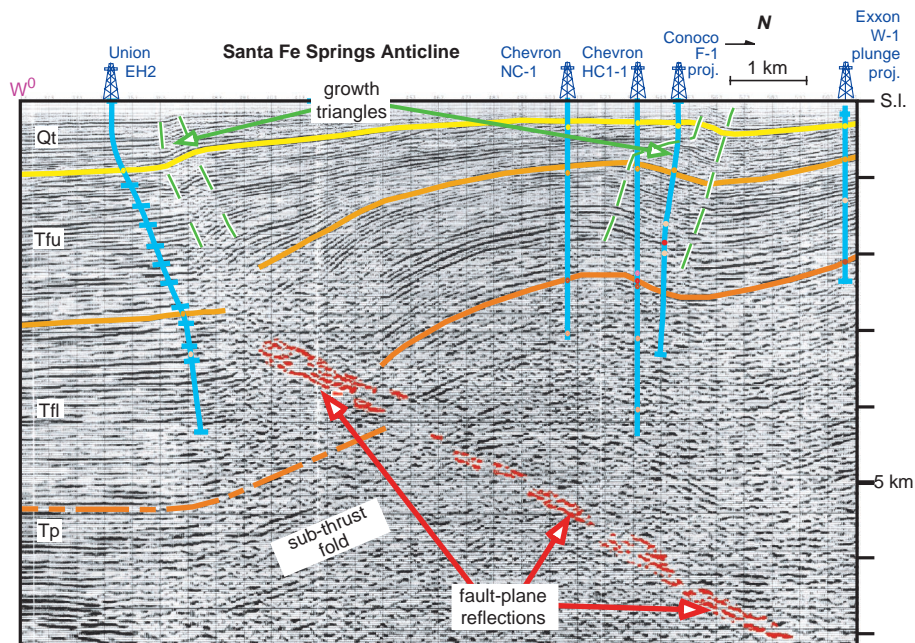 Santa Fe Springs Anticline
Union
EH2
Chevron
NC-1
Chevron
HC1-1
Conoco
F-1
proj.
N
1 km
Exxon
W-1
plunge
proj.
W0
S.l.
growth
triangles
Qt
Tfu
Tfl
5 km
Tp
sub-thrust
fold
fault-plane
reflections